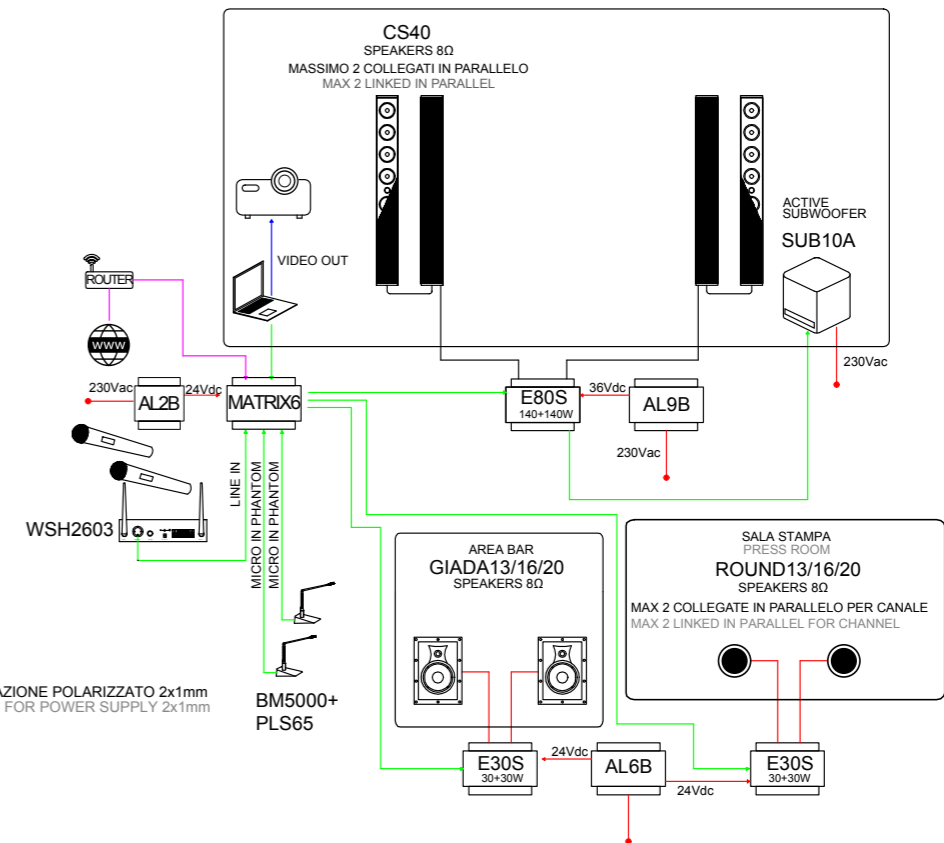 CS40
SPEAKERS 8Ω
MASSIMO 2 COLLEGATI IN PARALLELO
MAX 2 LINKED IN PARALLEL
ACTIVE
SUBWOOFER
SUB10A
VIDEO OUT
ROUTER
WWW
230Vac
230Vac
24Vdc
AL2B
MATRIX6
E80S
140+140W
36Vdc
AL9B
230Vac
LINE IN
MICRO IN PHANTOM
MICRO IN PHANTOM
WSH2603
AREA BAR
GIADA13/16/20
SPEAKERS 8Ω
SALA STAMPA
PRESS ROOM
ROUND13/16/20
SPEAKERS 8Ω
MAX 2 COLLEGATE IN PARALLELO PER CANALE
MAX 2 LINKED IN PARALLEL FOR CHANNEL
AZIONE POLARIZZATO 2x1mm
FOR POWER SUPPLY 2x1mm
BM5000+
PLS65
E30S
30+30W
24Vdc
AL6B
24Vdc
E30S
30+30W